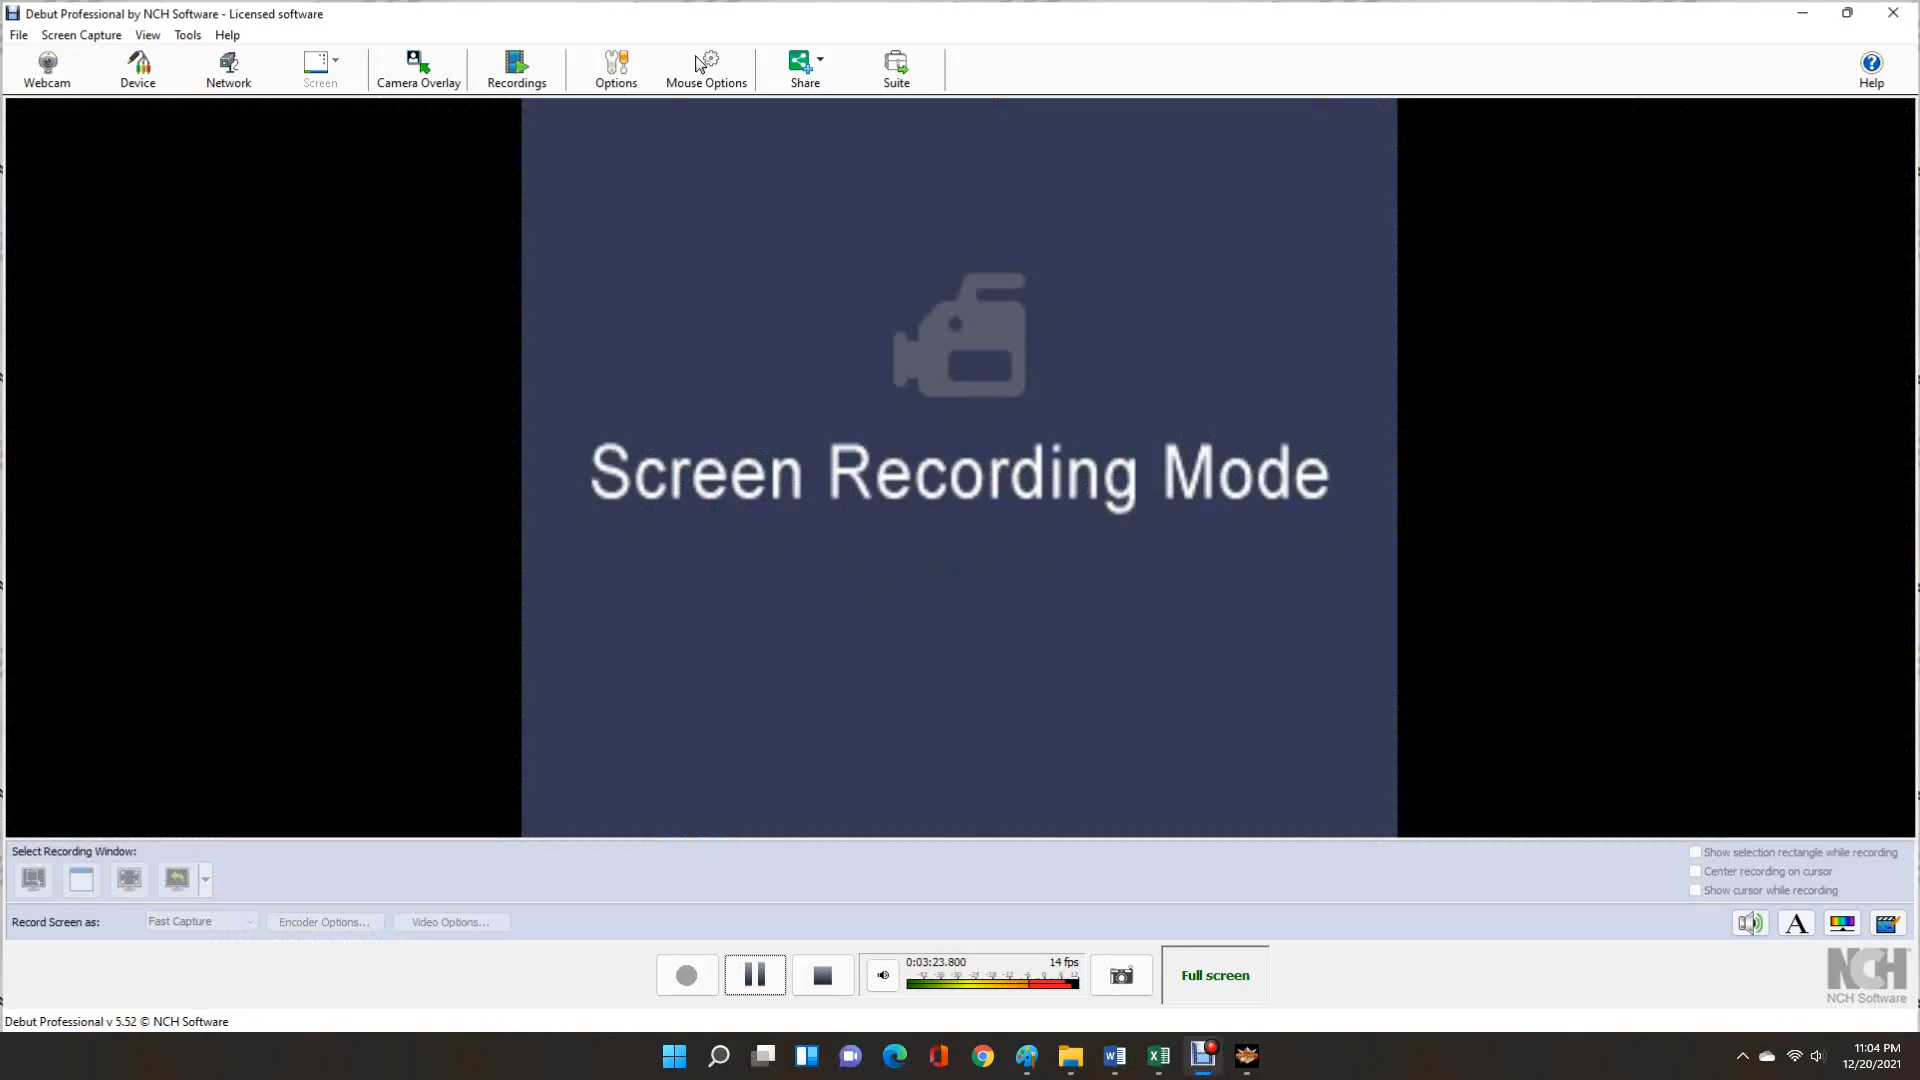 Debut Professional by NCH Software - Licensed software
File Screen Capture View Tools Help
Webcam Device Network Screen Camera Overlay Recordings Options Mouse Options Share Suite Help
Screen Recording Mode
Select Recording Window:
Show selection rectangle while recording
Center recording on cursor
Show cursor while recording
Record Screen as: Fast Capture Encoder Options... Video Options...
A
0:03:23.800 14 fps
Full screen
NCH
NCH Software
Debut Professional v 5.52 © NCH Software
11:04 PM
12/20/2021